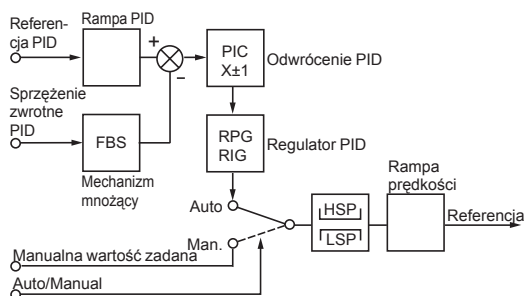 Rampa PID
Referen-
cja PID
+
–
PIC
X±1
Odwrócenie PID
Sprzężenie
zwrotne
PID
FBS
Mechanizm
mnożący
RPG
RIG
Regulator PID
Auto
Man.
HSP
LSP
Rampa
prędkości
Referencja
Manualna wartość zadana
Auto/Manual